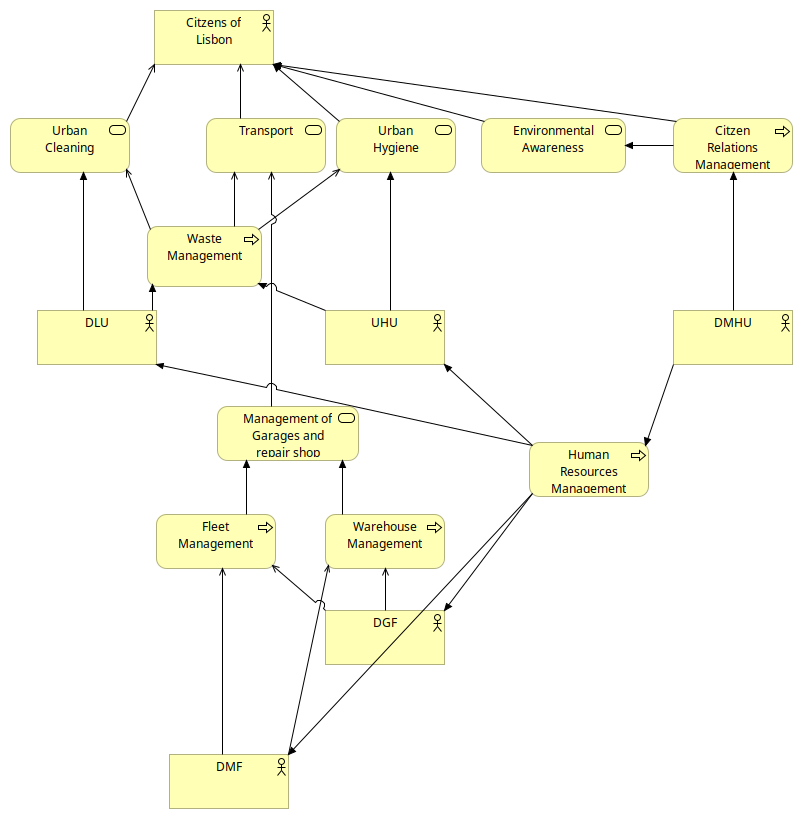 Citzens of
Lisbon
Urban
Cleaning
Transport
Urban
Hygiene
Environmental
Awareness
Citzen
Relations
Management
Waste
Management
DLU
UHU
DMHU
Management of
Garages and
repair shop
Human
Resources
Management
Fleet
Management
Warehouse
Management
DGF
DMF